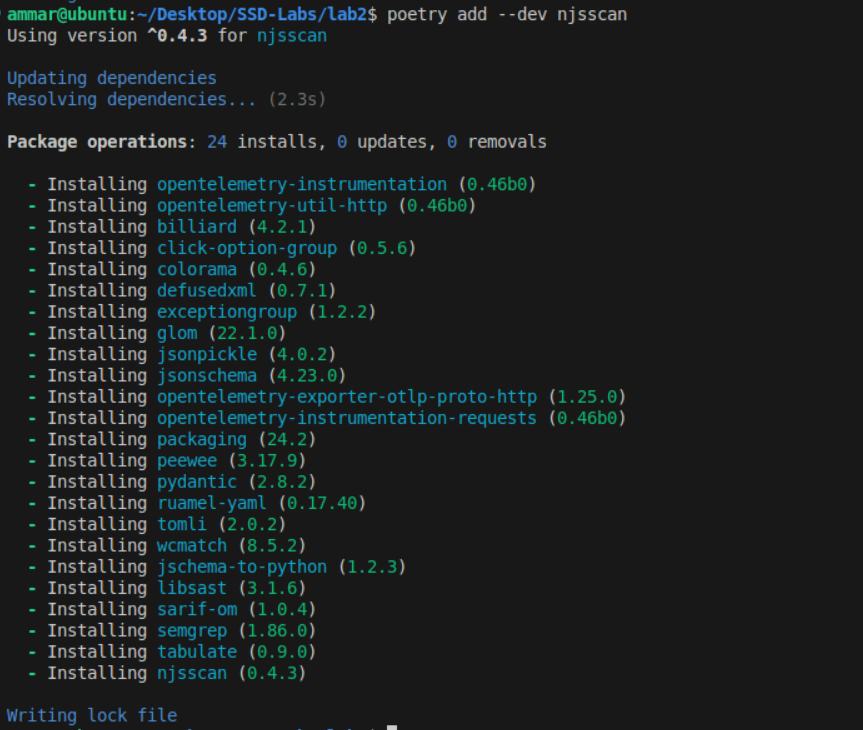 ammar@ubuntu:~/Desktop/SSD-Labs/lab2$ poetry add --dev njsscan
Using version ^0.4.3 for njsscan
Updating dependencies
Resolving dependencies... (2.3s)
Package operations: 24 installs, 0 updates, 0 removals
- Installing opentelemetry-instrumentation (0.46b0)
- Installing opentelemetry-util-http (0.46b0)
- Installing billiard (4.2.1)
- Installing click-option-group (0.5.6)
- Installing colorama (0.4.6)
- Installing defusedxml (0.7.1)
- Installing exceptiongroup (1.2.2)
- Installing glom (22.1.0)
- Installing jsonpickle (4.0.2)
- Installing jsonschema (4.23.0)
- Installing opentelemetry-exporter-otlp-proto-http (1.25.0)
- Installing opentelemetry-instrumentation-requests (0.46b0)
- Installing packaging (24.2)
- Installing peewee (3.17.9)
- Installing pydantic (2.8.2)
- Installing ruamel-yaml (0.17.40)
- Installing tomli (2.0.2)
- Installing wcmatch (8.5.2)
- Installing jschema-to-python (1.2.3)
- Installing libsast (3.1.6)
- Installing sarif-om (1.0.4)
- Installing semgrep (1.86.0)
- Installing tabulate (0.9.0)
- Installing njsscan (0.4.3)
Writing lock file